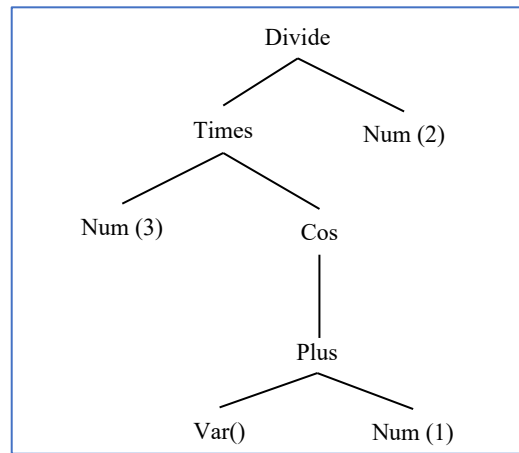 Divide
Times
Num (2)
Num (3)
Cos
Plus
Var()
Num (1)